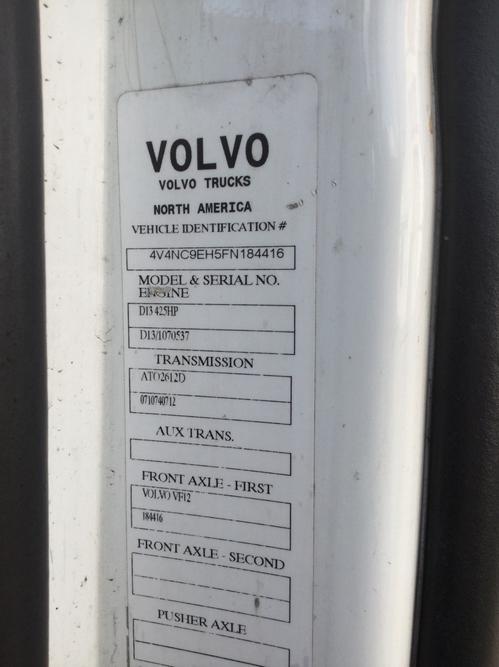 VOLVO
VOLVO TRUCKS
NORTH AMERICA
VEHICLE IDENTIFICATION #
4V4NC9EH5FN184416
MODEL & SERIAL NO.
ENGINE
D13 425HP
D13/1070537
TRANSMISSION
ATO2612D
0710740712
AUX TRANS.
FRONT AXLE - FIRST
VOLVO VF12
184416
FRONT AXLE - SECOND
PUSHER AXLE